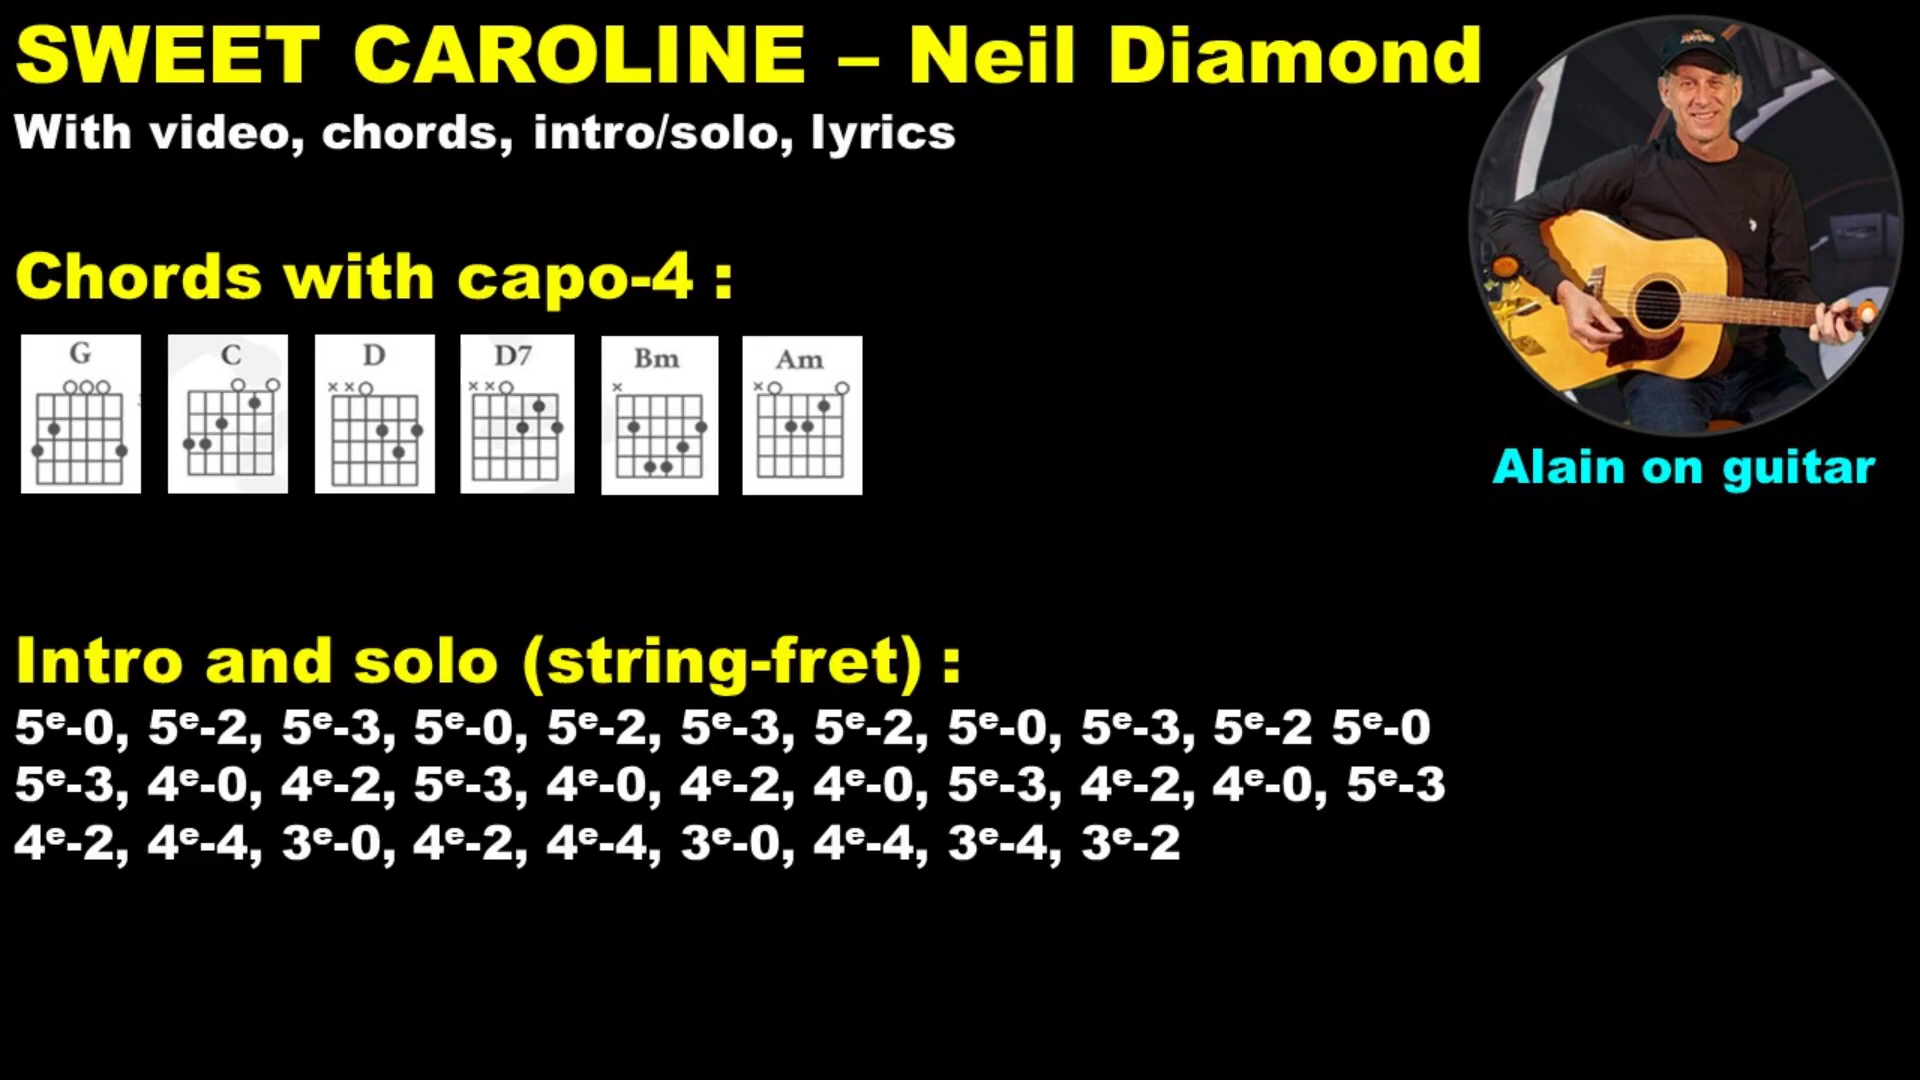 SWEET CAROLINE – Neil Diamond
With video, chords, intro/solo, lyrics
Chords with capo-4 :
G C D D7 Bm Am
Alain on guitar
Intro and solo (string-fret) :
5ᵉ-0, 5ᵉ-2, 5ᵉ-3, 5ᵉ-0, 5ᵉ-2, 5ᵉ-3, 5ᵉ-2, 5ᵉ-0, 5ᵉ-3, 5ᵉ-2 5ᵉ-0
5ᵉ-3, 4ᵉ-0, 4ᵉ-2, 5ᵉ-3, 4ᵉ-0, 4ᵉ-2, 4ᵉ-0, 5ᵉ-3, 4ᵉ-2, 4ᵉ-0, 5ᵉ-3
4ᵉ-2, 4ᵉ-4, 3ᵉ-0, 4ᵉ-2, 4ᵉ-4, 3ᵉ-0, 4ᵉ-4, 3ᵉ-4, 3ᵉ-2